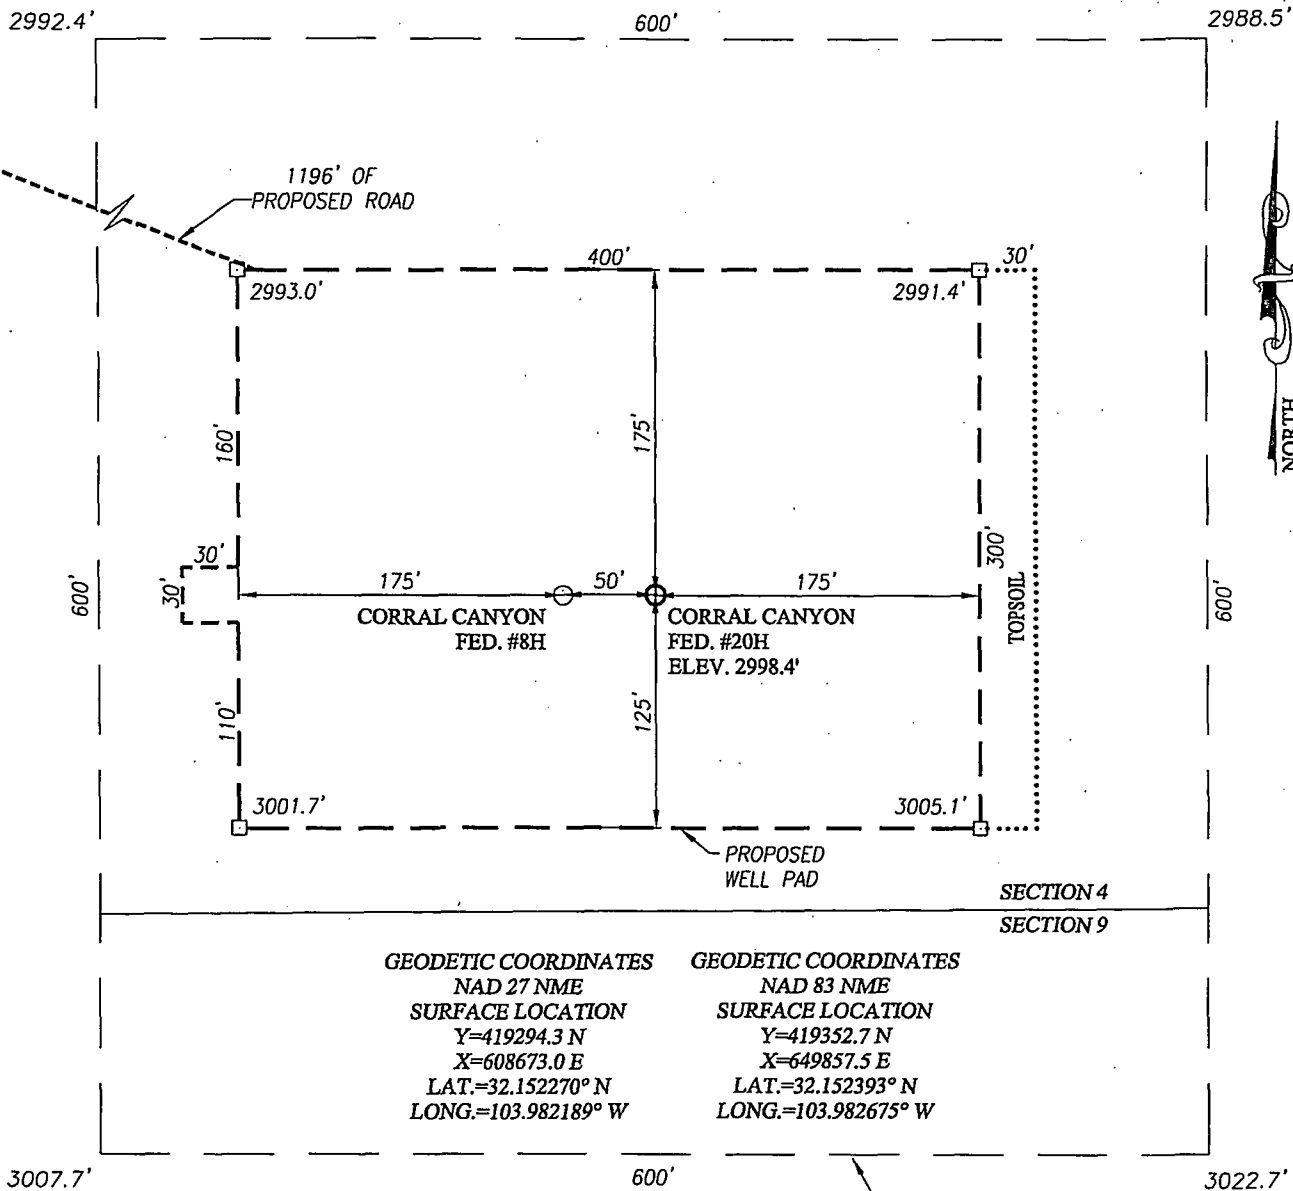 2992.4'
600'
2988.5'
1196' OF
PROPOSED ROAD
400'
30'
2993.0'
2991.4'
NORTH
175'
160'
300'
TOPSOIL
30'
30'
600'
175'
50'
175'
600'
CORRAL CANYON
FED. #8H
CORRAL CANYON
FED. #20H
ELEV. 2998.4'
110'
125'
3001.7'
3005.1'
PROPOSED
WELL PAD
SECTION 4
SECTION 9
GEODETIC COORDINATES
NAD 27 NME
SURFACE LOCATION
Y=419294.3 N
X=608673.0 E
LAT.=32.152270° N
LONG.=103.982189° W
GEODETIC COORDINATES
NAD 83 NME
SURFACE LOCATION
Y=419352.7 N
X=649857.5 E
LAT.=32.152393° N
LONG.=103.982675° W
3007.7'
600'
3022.7'